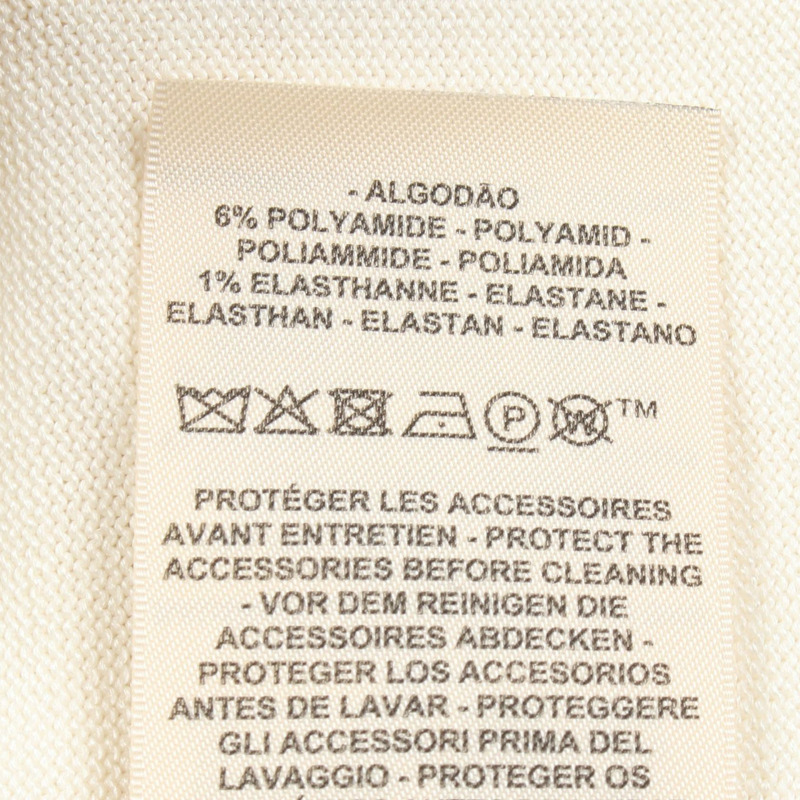 - ALGODÃO
6% POLYAMIDE - POLYAMID -
POLIAMMIDE - POLIAMIDA
1% ELASTHANNE - ELASTANE -
ELASTHAN - ELASTAN - ELASTANO
P W TM
PROTÉGER LES ACCESSOIRES
AVANT ENTRETIEN - PROTECT THE
ACCESSORIES BEFORE CLEANING
- VOR DEM REINIGEN DIE
ACCESSOIRES ABDECKEN -
PROTEGER LOS ACCESORIOS
ANTES DE LAVAR - PROTEGGERE
GLI ACCESSORI PRIMA DEL
LAVAGGIO - PROTEGER OS